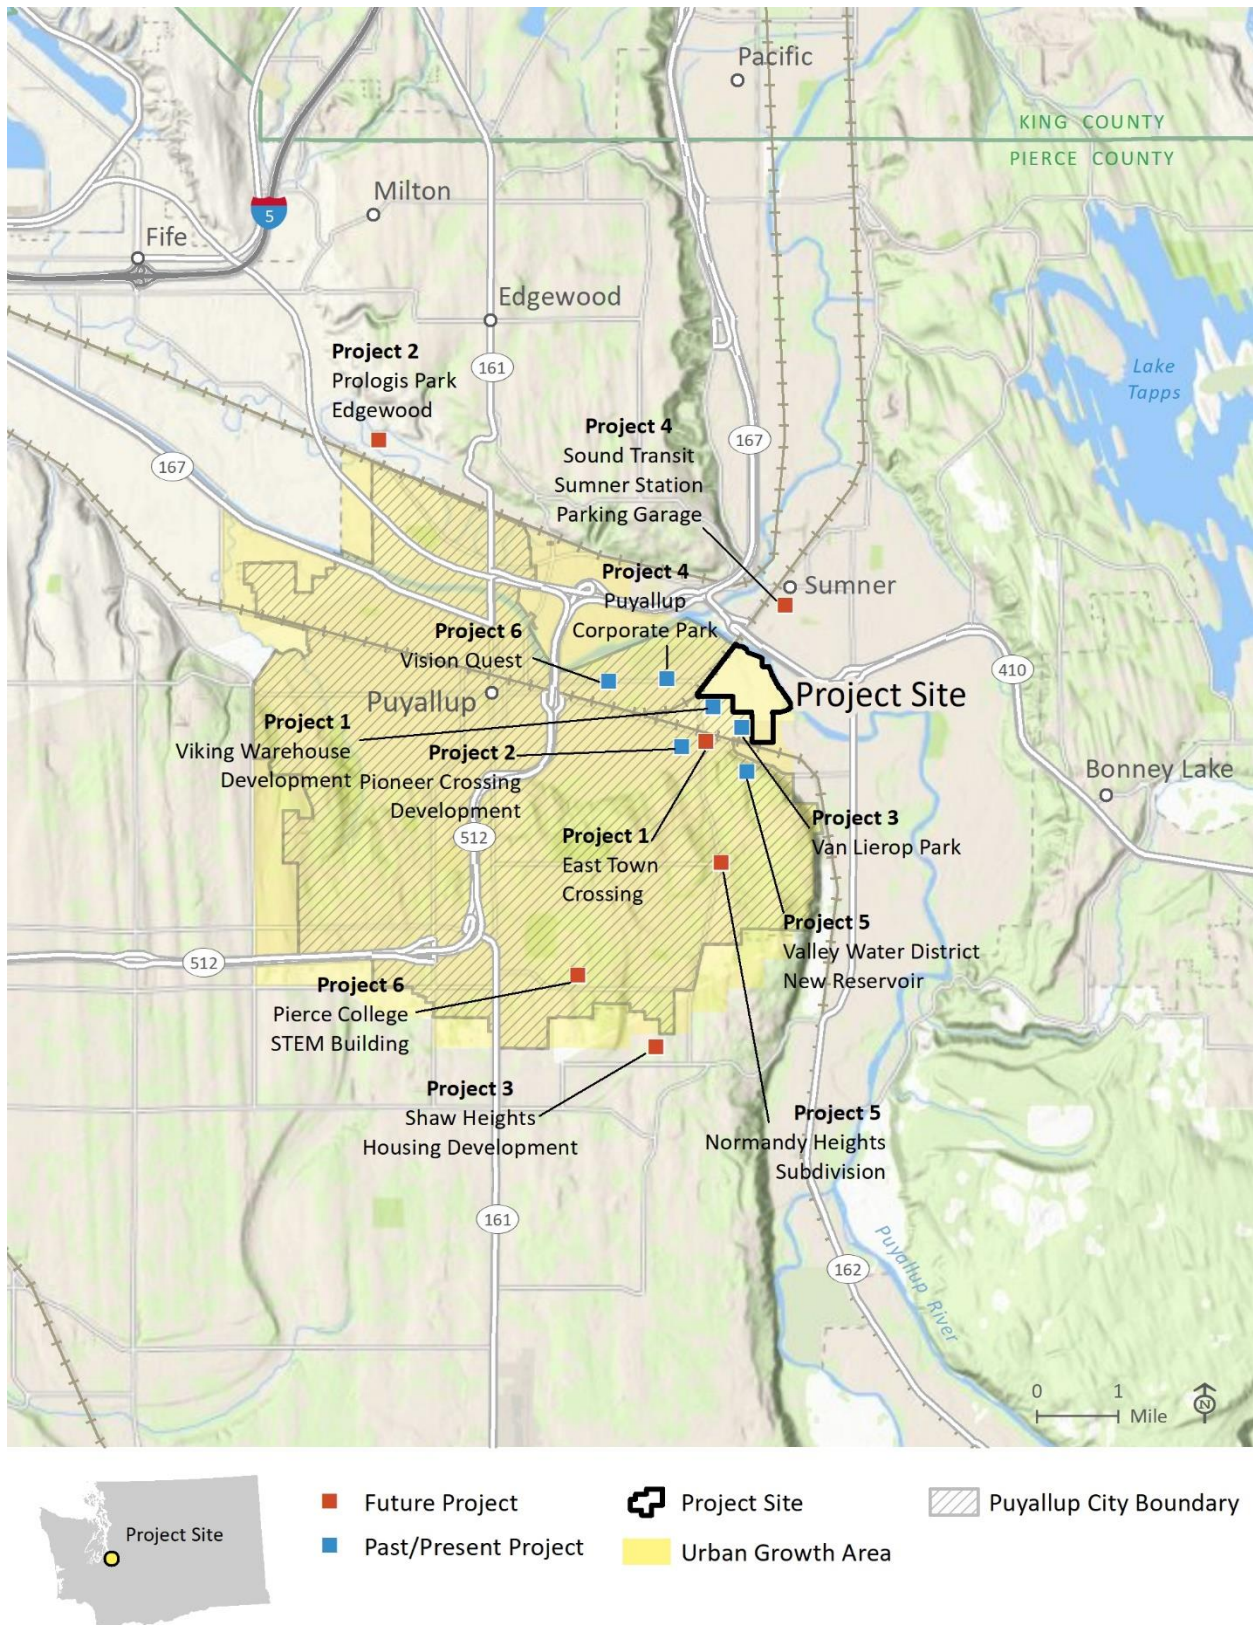 Pacific
KING COUNTY
PIERCE COUNTY
Milton
5
Fife
Edgewood
161
Project 2
Prologis Park
Edgewood
Lake
Tapps
Project 4
Sound Transit
Sumner Station
Parking Garage
167
167
Sumner
Project 4
Puyallup
Corporate Park
Project 6
Vision Quest
410
Puyallup
Project Site
Project 1
Viking Warehouse
Development
Project 2
Pioneer Crossing
Development
Bonney Lake
512
Project 1
East Town
Crossing
Project 3
Van Lierop Park
Project 5
Valley Water District
New Reservoir
512
Project 6
Pierce College
STEM Building
Project 3
Shaw Heights
Housing Development
Project 5
Normandy Heights
Subdivision
161
162
Puyallup River
0 1
Mile
N
Project Site
Future Project
Past/Present Project
Project Site
Urban Growth Area
Puyallup City Boundary